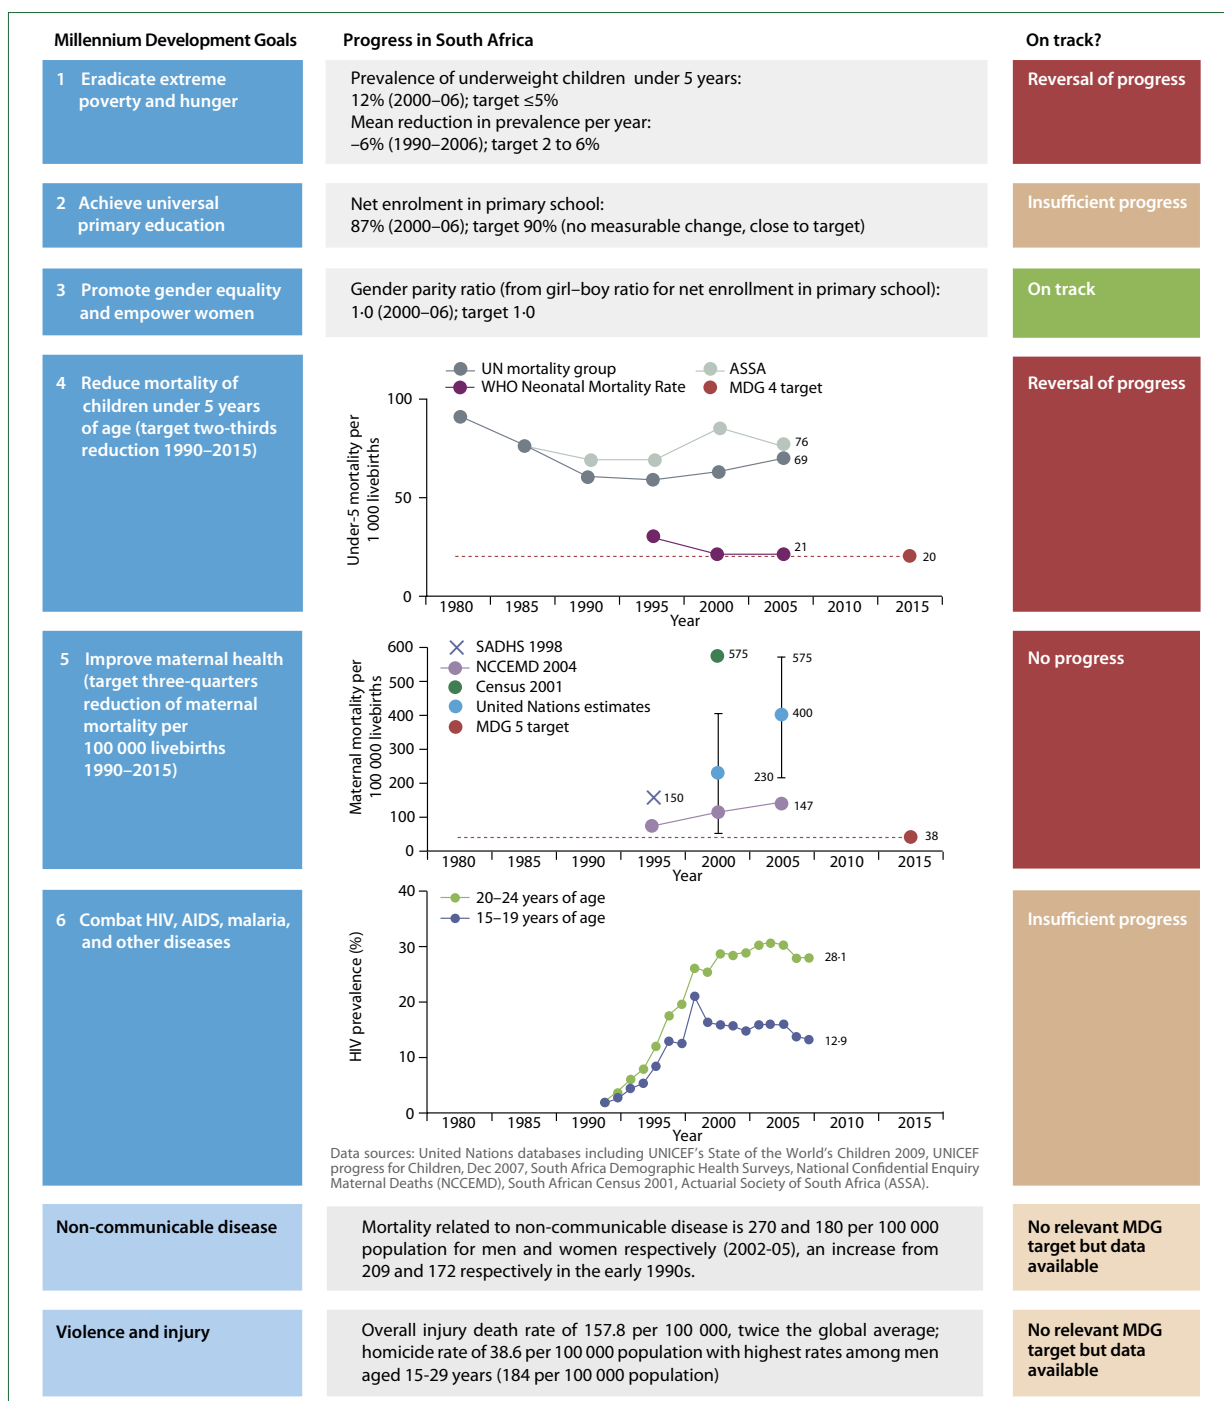 Millennium Development Goals
Progress in South Africa
On track?
1 Eradicate extreme
poverty and hunger
Prevalence of underweight children under 5 years:
12% (2000–06); target ≤5%
Mean reduction in prevalence per year:
–6% (1990–2006); target 2 to 6%
Reversal of progress
2 Achieve universal
primary education
Net enrolment in primary school:
87% (2000–06); target 90% (no measurable change, close to target)
Insufficient progress
3 Promote gender equality
and empower women
Gender parity ratio (from girl–boy ratio for net enrollment in primary school):
1·0 (2000–06); target 1·0
On track
4 Reduce mortality of
children under 5 years
of age (target two-thirds
reduction 1990–2015)
UN mortality group
ASSA
WHO Neonatal Mortality Rate
MDG 4 target
Under-5 mortality per
1 000 livebirths
100
50
0
76
69
21
20
1980 1985 1990 1995 2000 2005 2010 2015
Year
Reversal of progress
5 Improve maternal health
(target three-quarters
reduction of maternal
mortality per
100 000 livebirths
1990–2015)
SADHS 1998
NCCEMD 2004
Census 2001
United Nations estimates
MDG 5 target
Maternal mortality per
100 000 livebirths
600
500
400
300
200
100
0
575
575
400
230
150
147
38
1980 1985 1990 1995 2000 2005 2010 2015
Year
No progress
6 Combat HIV, AIDS, malaria,
and other diseases
20–24 years of age
15–19 years of age
HIV prevalence (%)
40
30
20
10
0
28·1
12·9
1980 1985 1990 1995 2000 2005 2010 2015
Year
Insufficient progress
Data sources: United Nations databases including UNICEF's State of the World's Children 2009, UNICEF
progress for Children, Dec 2007, South Africa Demographic Health Surveys, National Confidential Enquiry
Maternal Deaths (NCCEMD), South African Census 2001, Actuarial Society of South Africa (ASSA).
Non-communicable disease
Mortality related to non-communicable disease is 270 and 180 per 100 000
population for men and women respectively (2002-05), an increase from
209 and 172 respectively in the early 1990s.
No relevant MDG
target but data
available
Violence and injury
Overall injury death rate of 157.8 per 100 000, twice the global average;
homicide rate of 38.6 per 100 000 population with highest rates among men
aged 15-29 years (184 per 100 000 population)
No relevant MDG
target but data
available